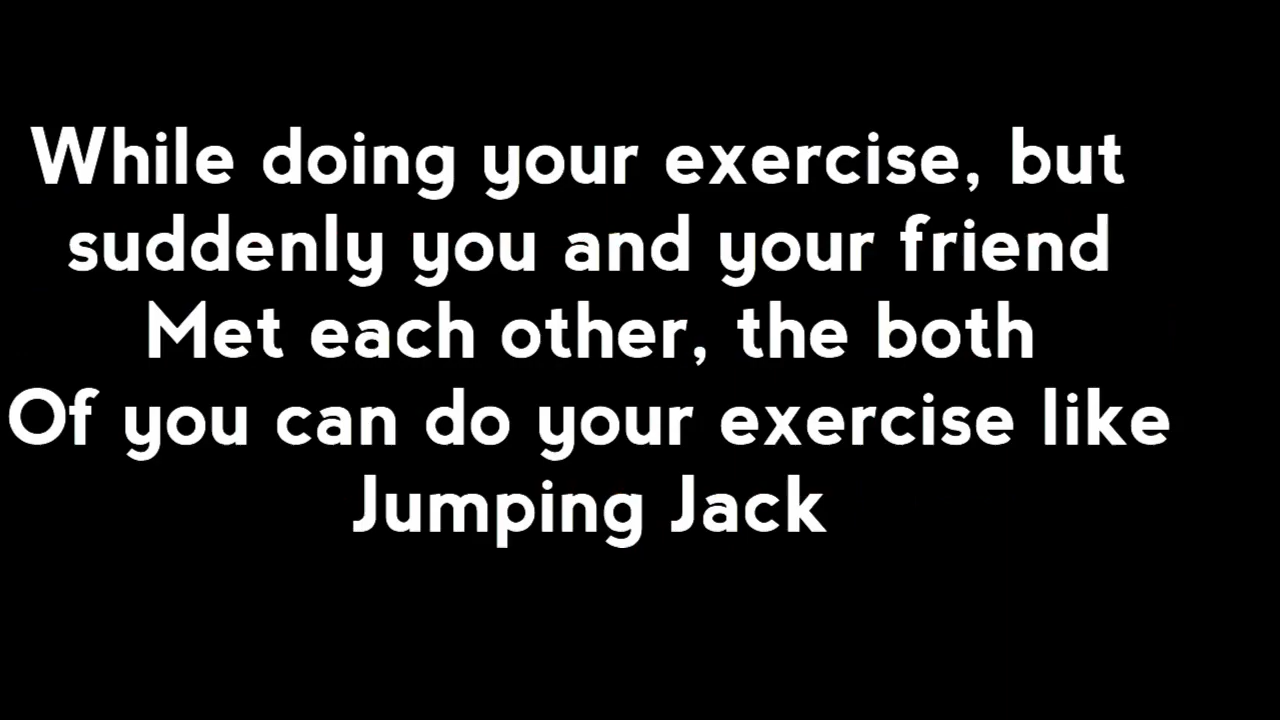 While doing your exercise, but
suddenly you and your friend
Met each other, the both
Of you can do your exercise like
Jumping Jack